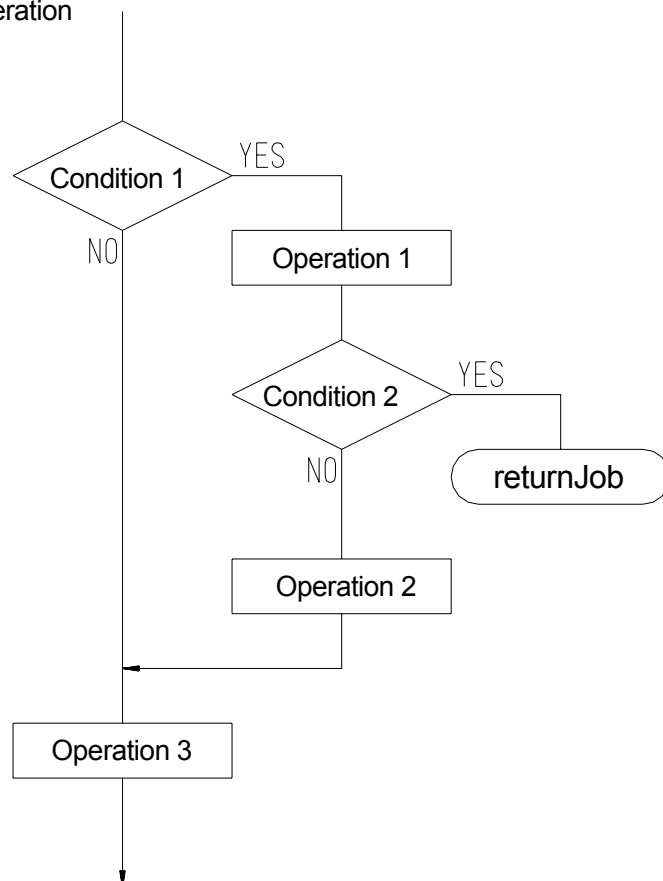 eration
Condition 1
YES
NO
Operation 1
Condition 2
YES
NO
returnJob
Operation 2
Operation 3